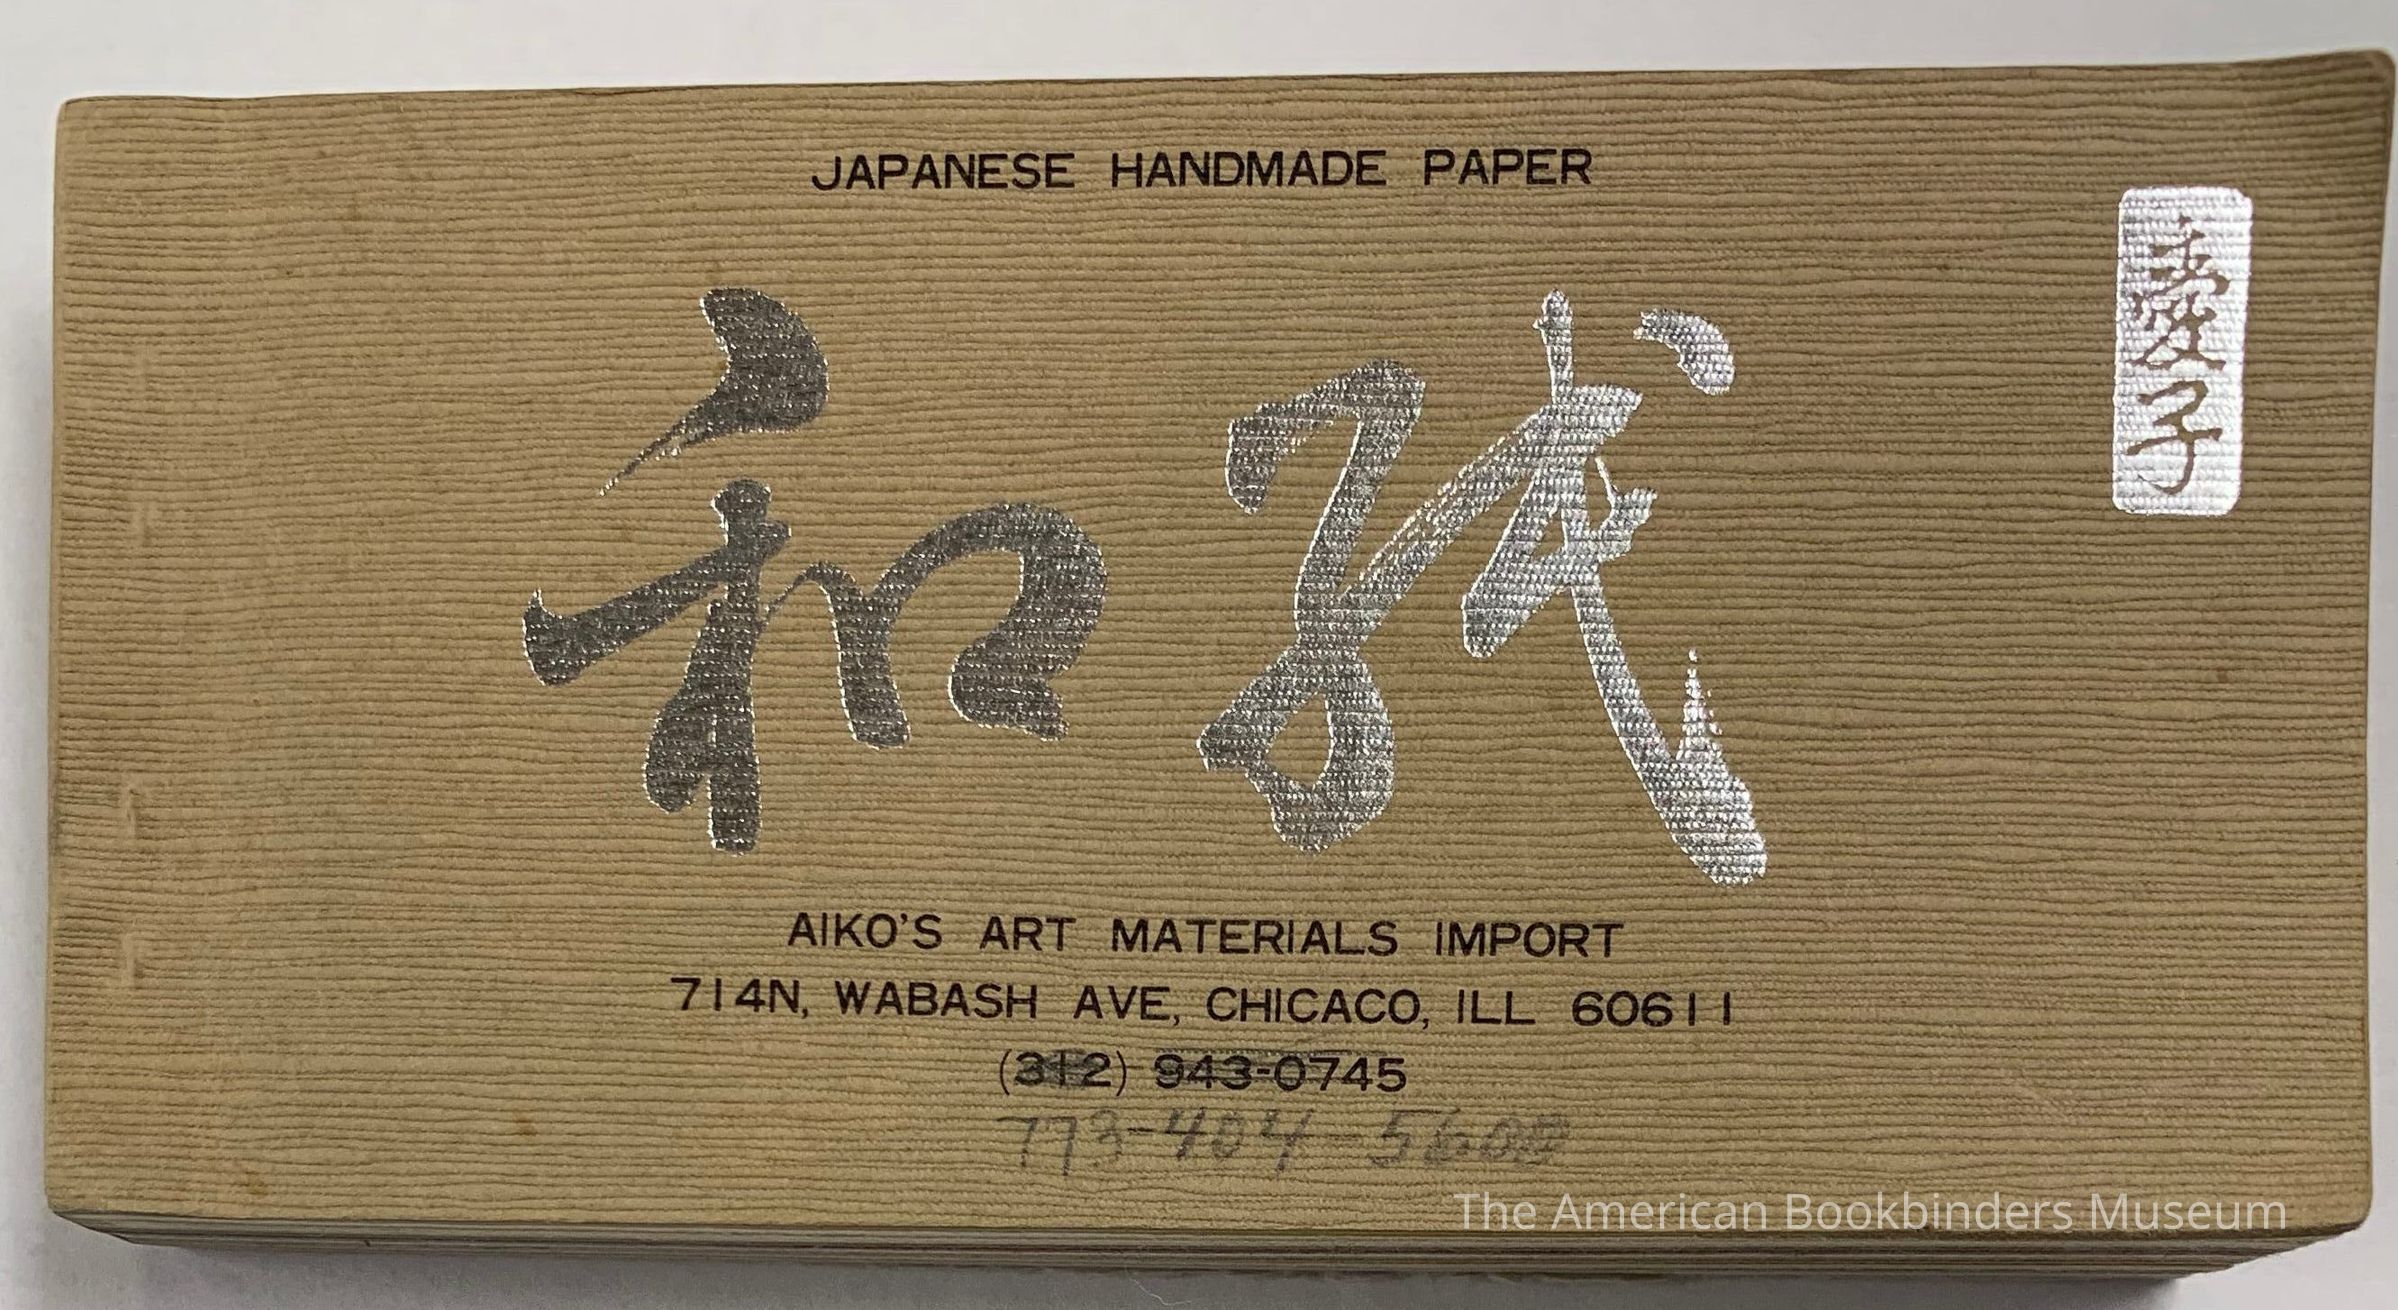 JAPANESE HANDMADE PAPER
愛子
和紙
AIKO'S ART MATERIALS IMPORT
714N, WABASH AVE, CHICACO, ILL 60611
(312) 943-0745
773-404-5600
The American Bookbinders Museum